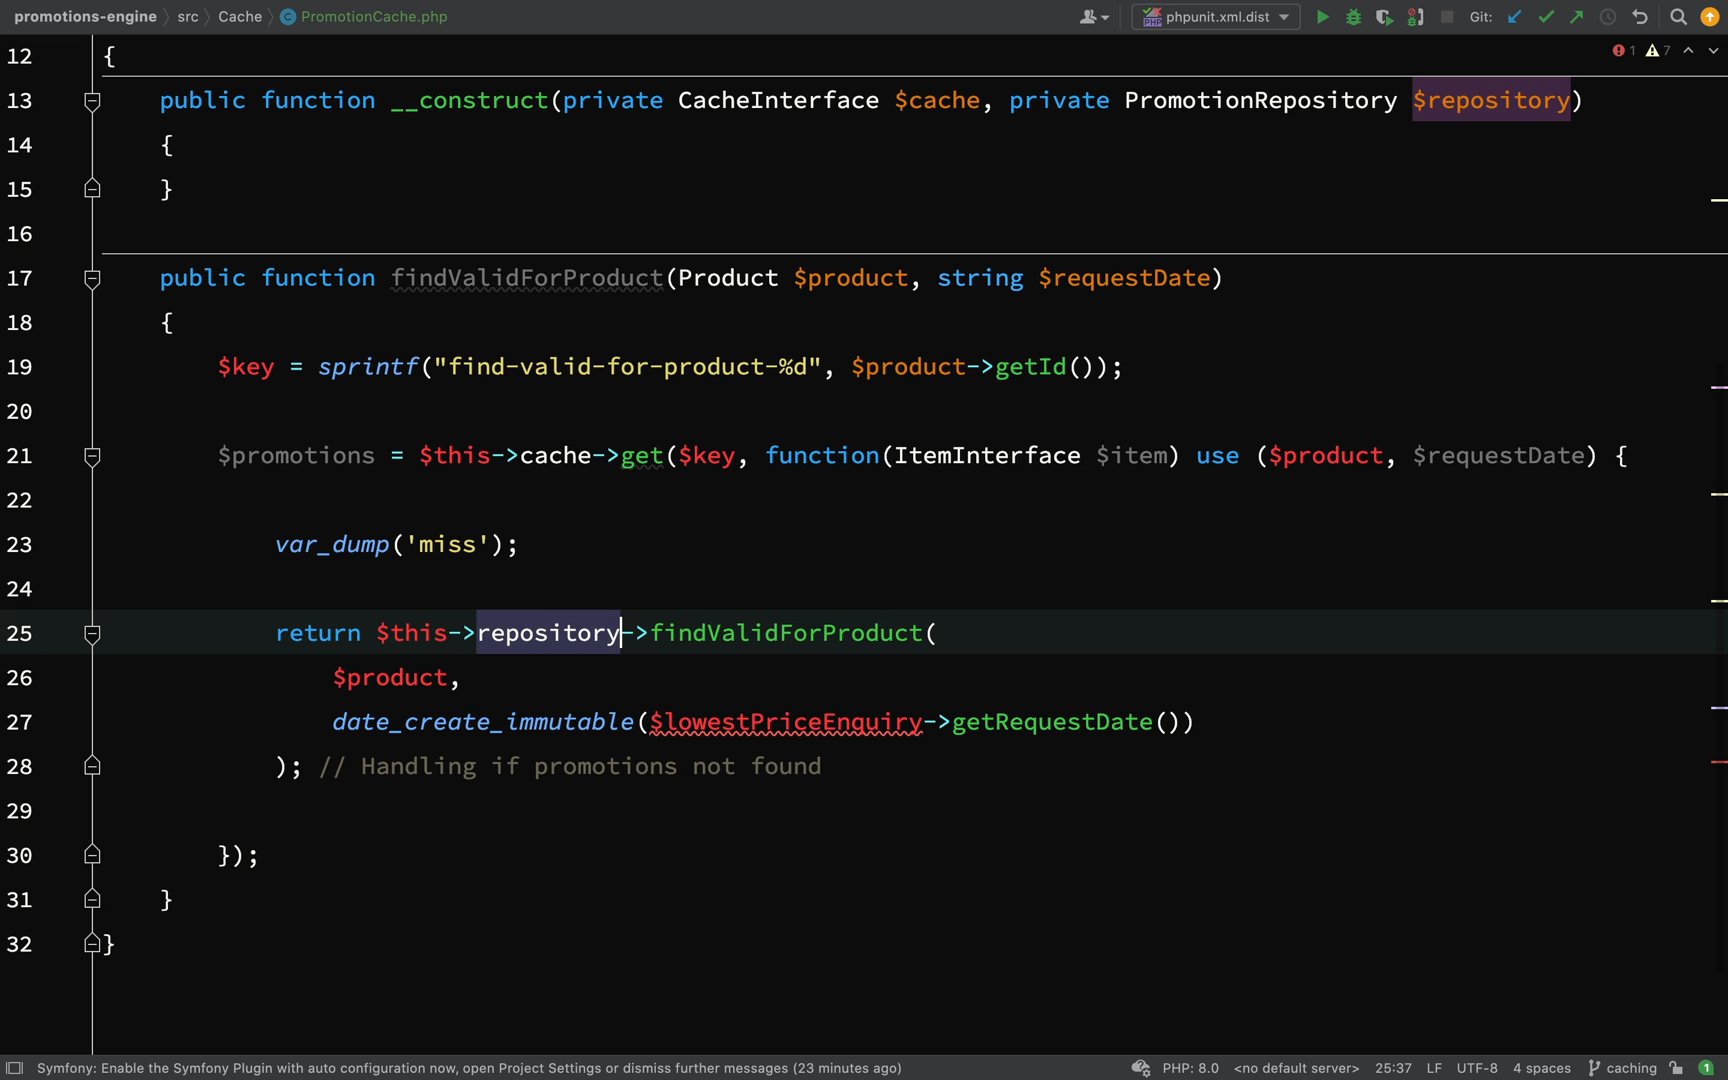 promotions-engine src Cache PromotionCache.php phpunit.xml.dist Git:
12 {
1 7
13 public function __construct(private CacheInterface $cache, private PromotionRepository $repository)
14 {
15 }
16
17 public function findValidForProduct(Product $product, string $requestDate)
18 {
19 $key = sprintf("find-valid-for-product-%d", $product->getId());
20
21 $promotions = $this->cache->get($key, function(ItemInterface $item) use ($product, $requestDate) {
22
23 var_dump('miss');
24
25 return $this->repository->findValidForProduct(
26 $product,
27 date_create_immutable($lowestPriceEnquiry->getRequestDate())
28 ); // Handling if promotions not found
29
30 });
31 }
32 }
Symfony: Enable the Symfony Plugin with auto configuration now, open Project Settings or dismiss further messages (23 minutes ago) PHP: 8.0 <no default server> 25:37 LF UTF-8 4 spaces caching 1